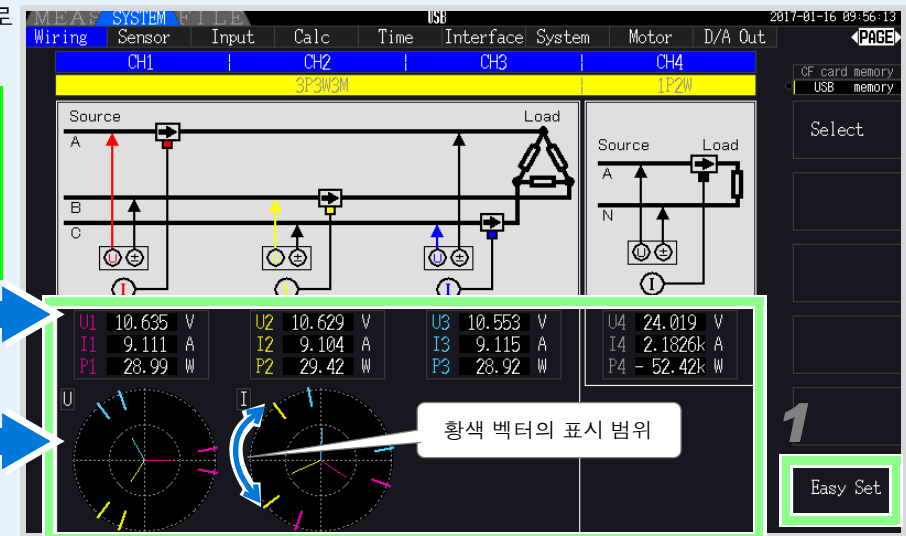 로
MEAS SYSTEM FILE USB 2017-01-16 09:56:13
Wiring Sensor Input Calc Time Interface System Motor D/A Out PAGE
CH1 CH2 CH3 CH4
3P3W3M 1P2W
CF card memory
USB memory
Select
Source Load
A
B
C
U ± U ± U ±
I I I
Source Load
A
N
U ±
I
U1 10.635 V U2 10.629 V U3 10.553 V U4 24.019 V
I1 9.111 A I2 9.104 A I3 9.115 A I4 2.1826k A
P1 28.99 W P2 29.42 W P3 28.92 W P4 - 52.42k W
U I
황색 벡터의 표시 범위
1
Easy Set